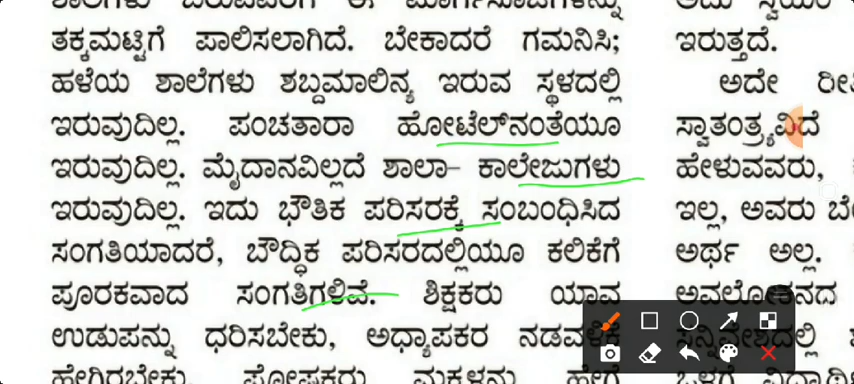 ತಕ್ಕಮಟ್ಟಿಗೆ ಪಾಲಿಸಲಾಗಿದೆ. ಬೇಕಾದರೆ ಗಮನಿಸಿ;
ಹಳೆಯ ಶಾಲೆಗಳು ಶಬ್ದಮಾಲಿನ್ಯ ಇರುವ ಸ್ಥಳದಲ್ಲಿ
ಇರುವುದಿಲ್ಲ. ಪಂಚತಾರಾ ಹೋಟೆಲ್‌ನಂತೆಯೂ
ಇರುವುದಿಲ್ಲ. ಮೈದಾನವಿಲ್ಲದೆ ಶಾಲಾ– ಕಾಲೇಜುಗಳು
ಇರುವುದಿಲ್ಲ. ಇದು ಭೌತಿಕ ಪರಿಸರಕ್ಕೆ ಸಂಬಂಧಿಸಿದ
ಸಂಗತಿಯಾದರೆ, ಬೌದ್ಧಿಕ ಪರಿಸರದಲ್ಲಿಯೂ ಕಲಿಕೆಗೆ
ಪೂರಕವಾದ ಸಂಗತಿಗಳಿವೆ. ಶಿಕ್ಷಕರು ಯಾವ
ಉಡುಪನ್ನು ಧರಿಸಬೇಕು, ಅಧ್ಯಾಪಕರ ನಡವಳಿಕೆ
ಇರುತ್ತದೆ.
ಅದೇ
ಸ್ವಾತಂತ್ರ್ಯವಿದೆ
ಹೇಳುವವರು,
ಇಲ್ಲ, ಅವರು
ಅರ್ಥ ಅಲ್ಲ.